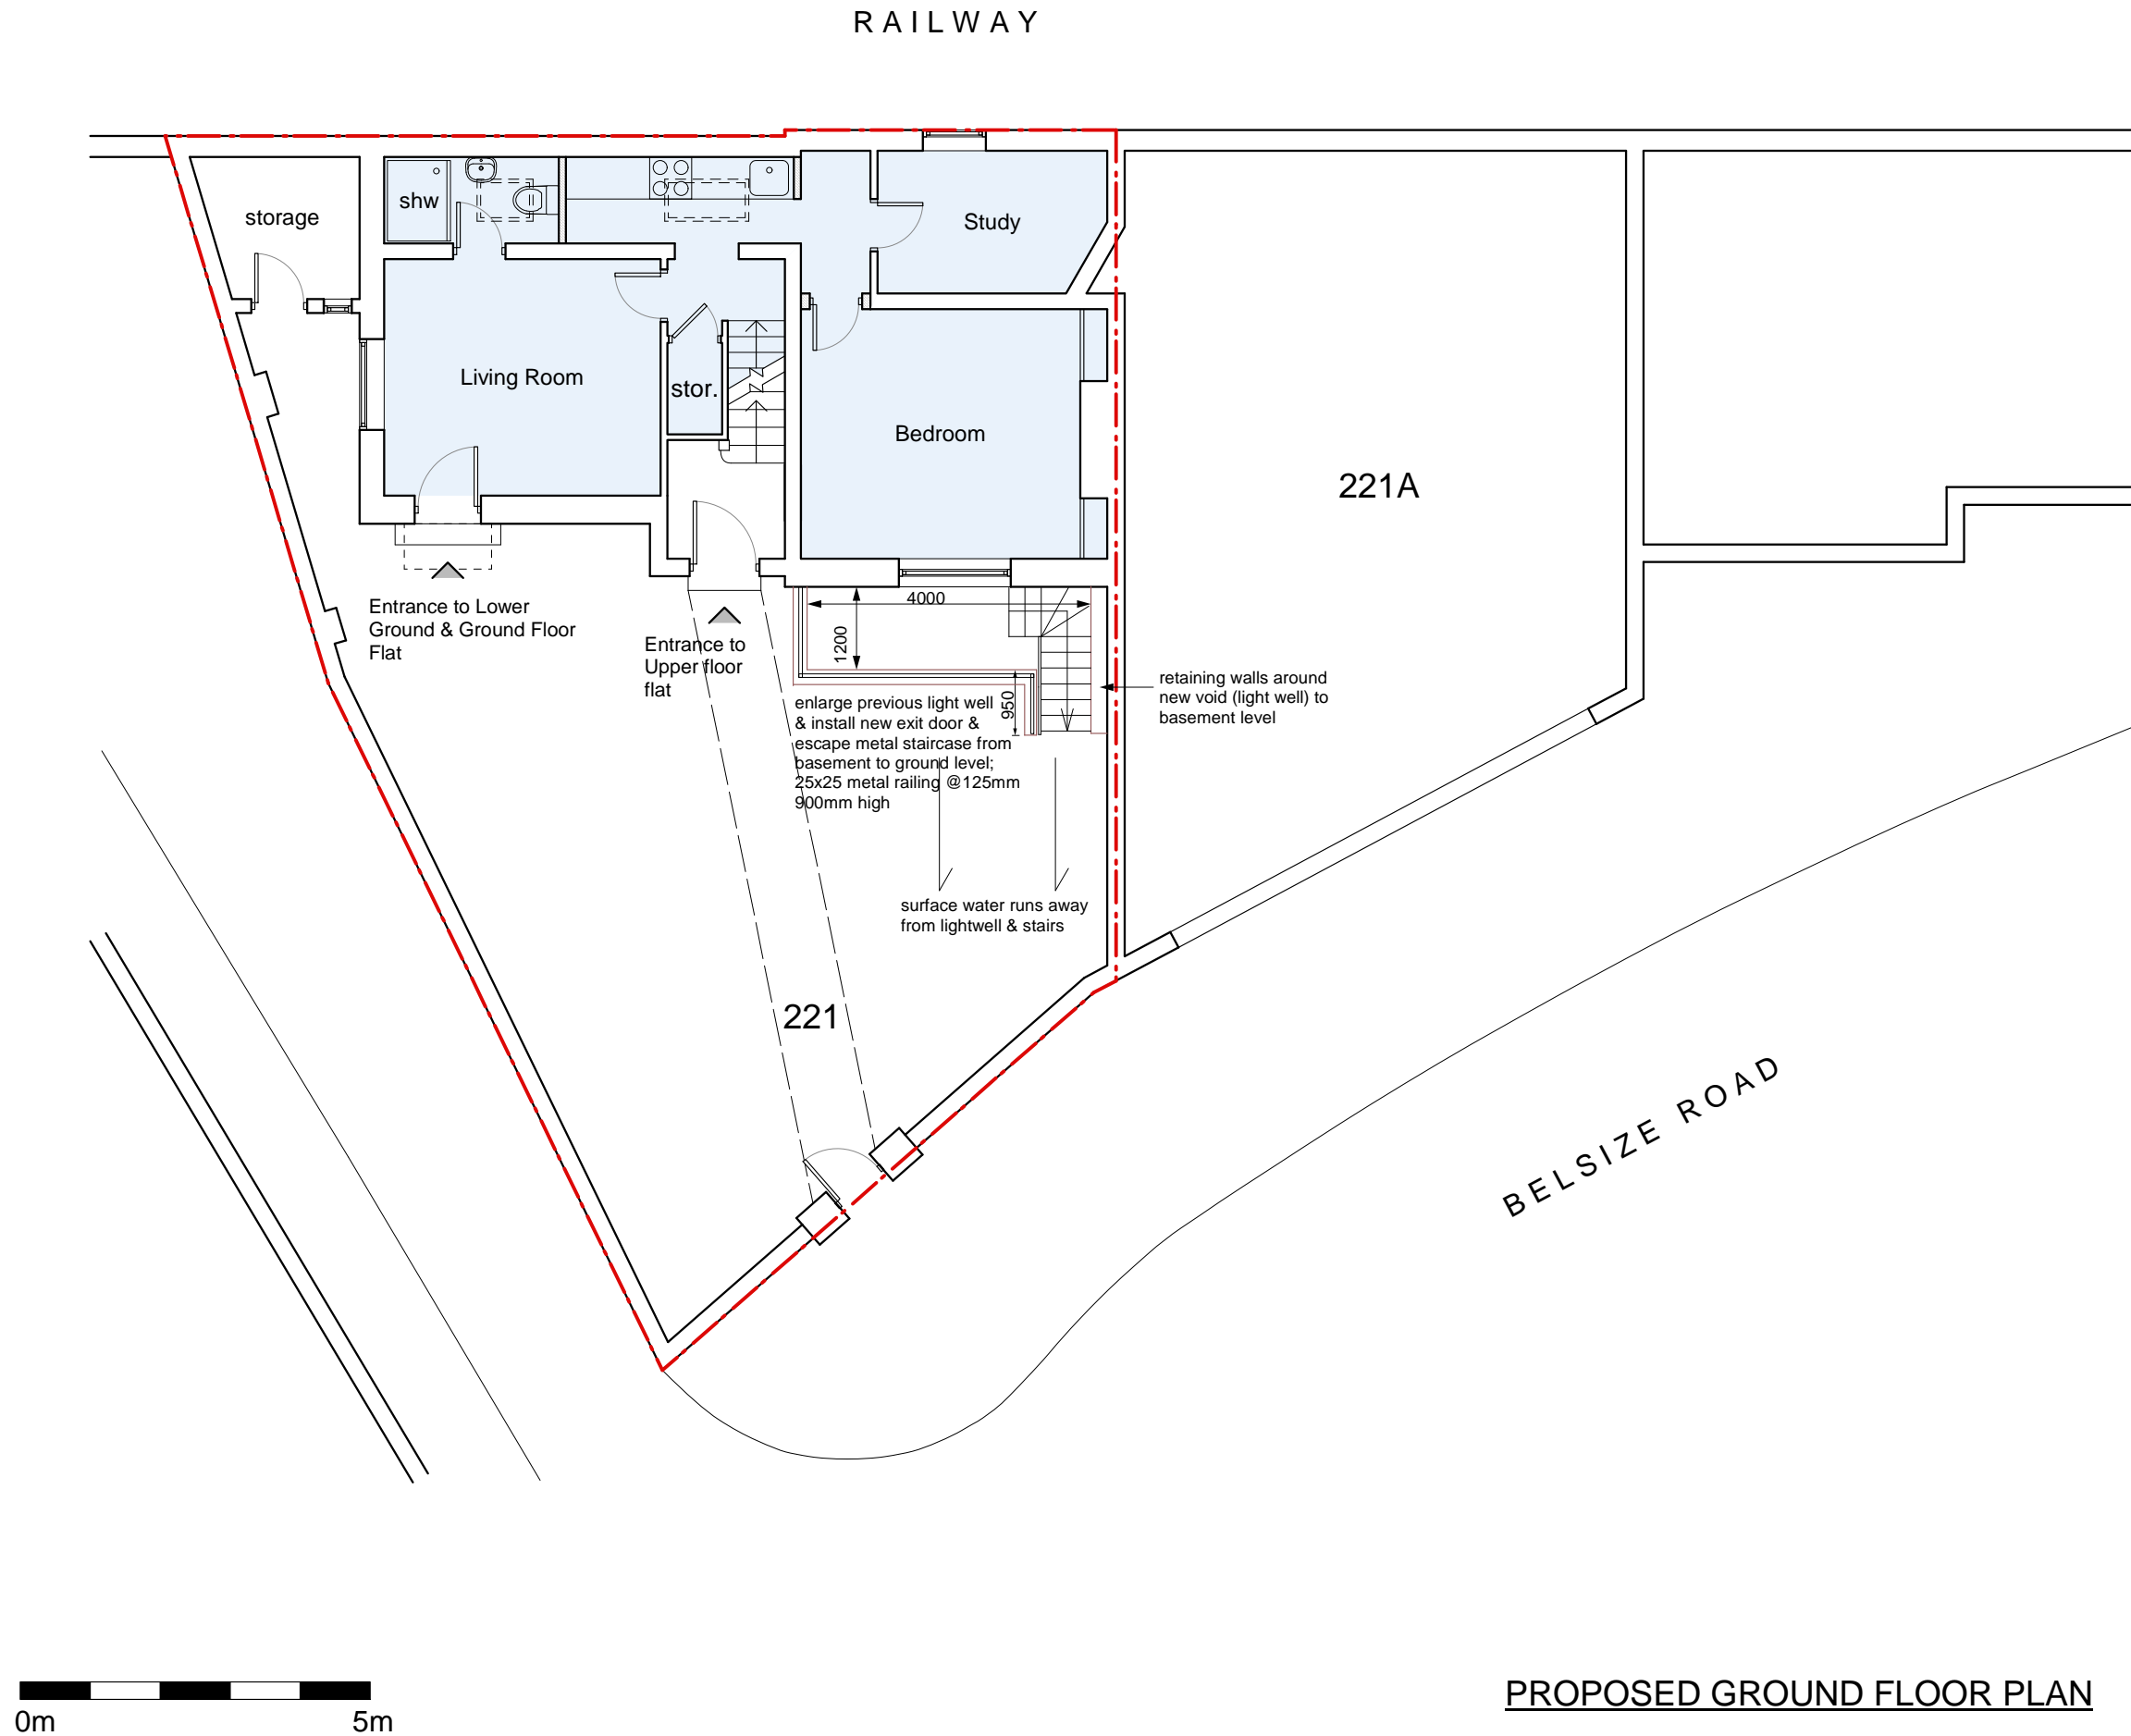 RAILWAY
shw
storage
Study
Living Room
stor.
Bedroom
221A
4000
1200
950
Entrance to Lower
Ground & Ground Floor
Flat
Entrance to
Upper floor
flat
retaining walls around
new void (light well) to
basement level
enlarge previous light well
& install new exit door &
escape metal staircase from
basement to ground level;
25x25 metal railing @125mm
900mm high
surface water runs away
from lightwell & stairs
221
BELSIZE ROAD
PROPOSED GROUND FLOOR PLAN
0m 5m